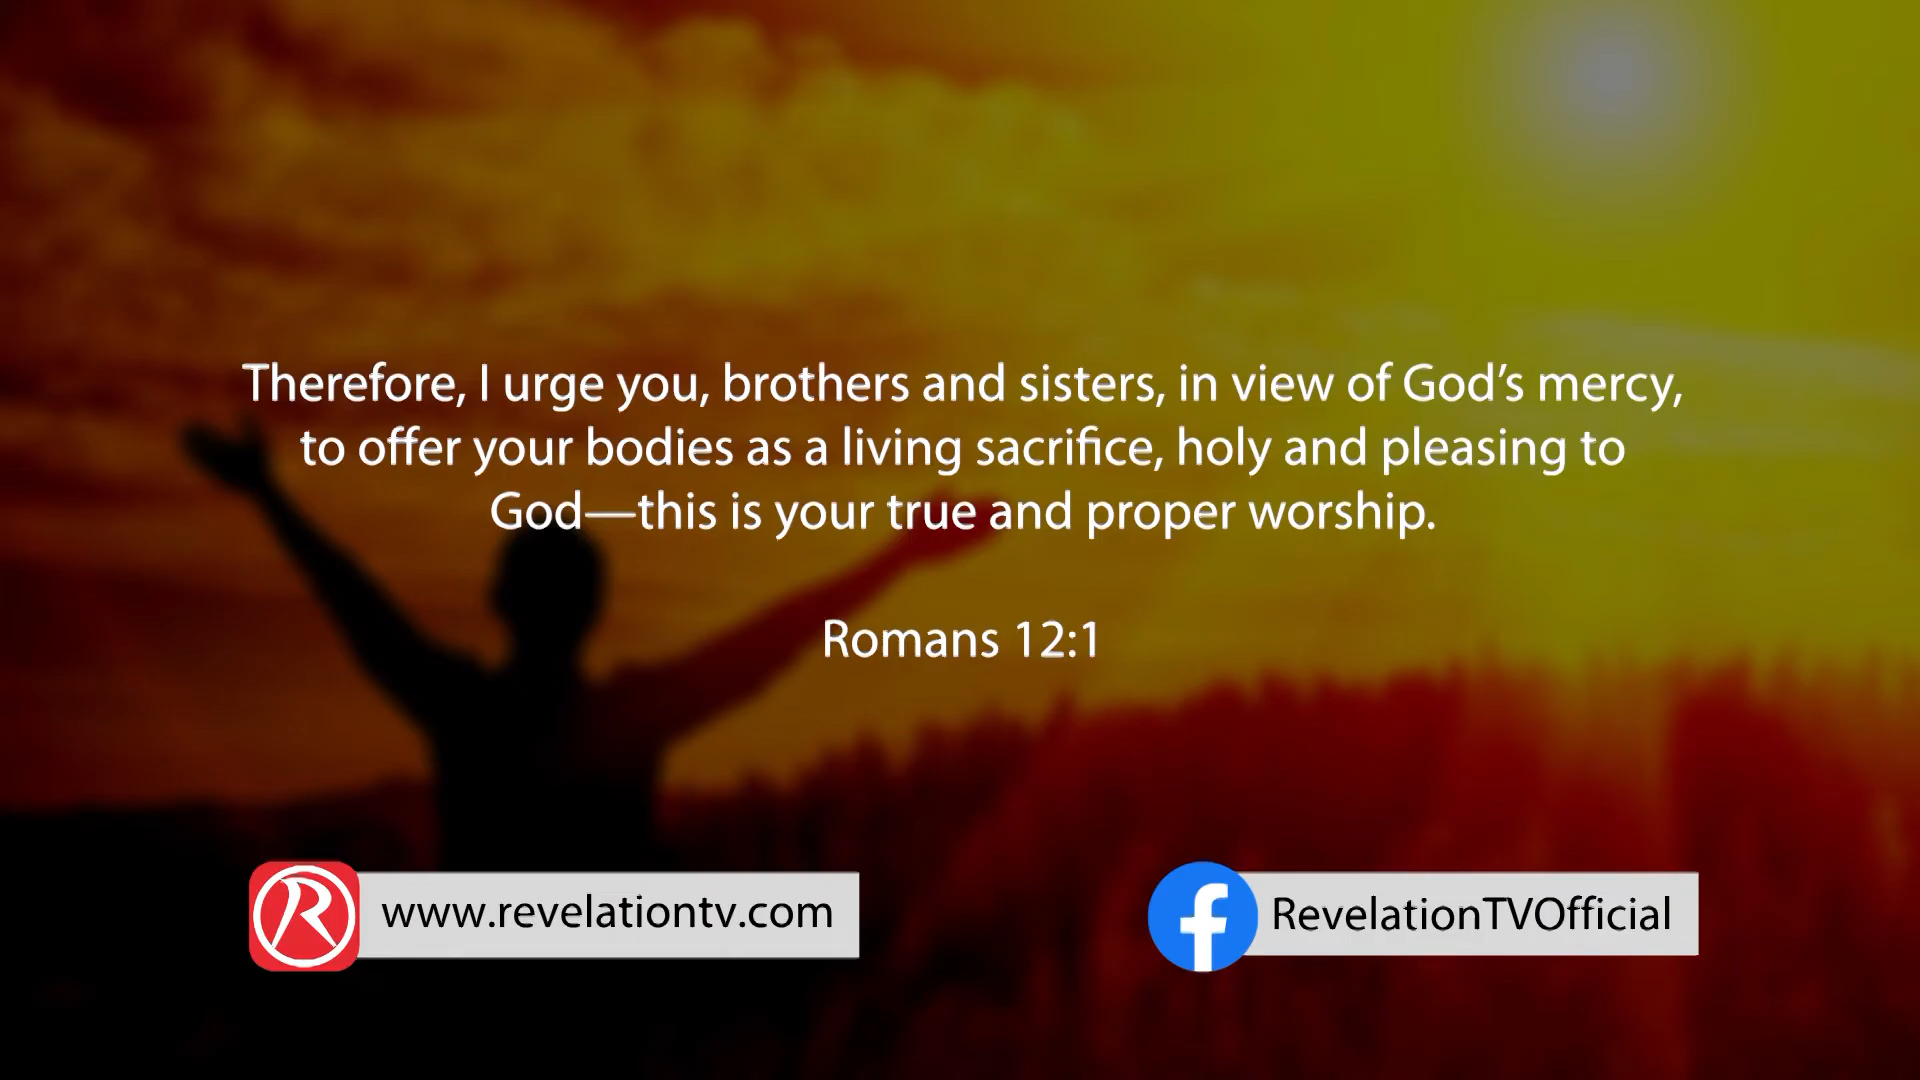 Therefore, I urge you, brothers and sisters, in view of God’s mercy,
to offer your bodies as a living sacrifice, holy and pleasing to
God—this is your true and proper worship.
Romans 12:1
www.revelationtv.com
RevelationTVOfficial